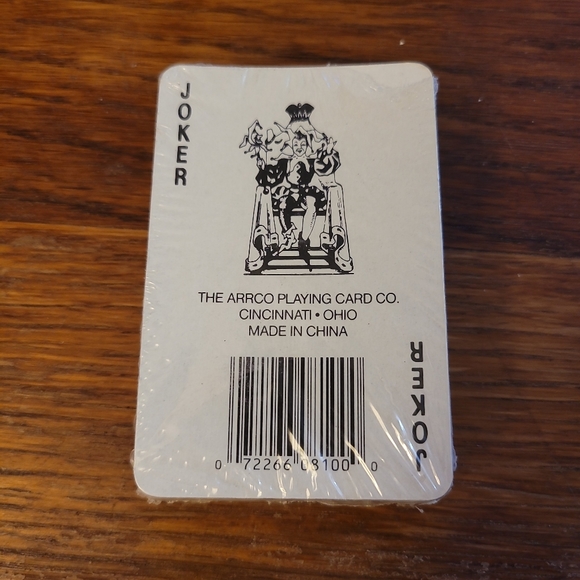 JOKER
THE ARRCO PLAYING CARD CO.
CINCINNATI • OHIO
MADE IN CHINA
0 72266 08100 0
JOKER